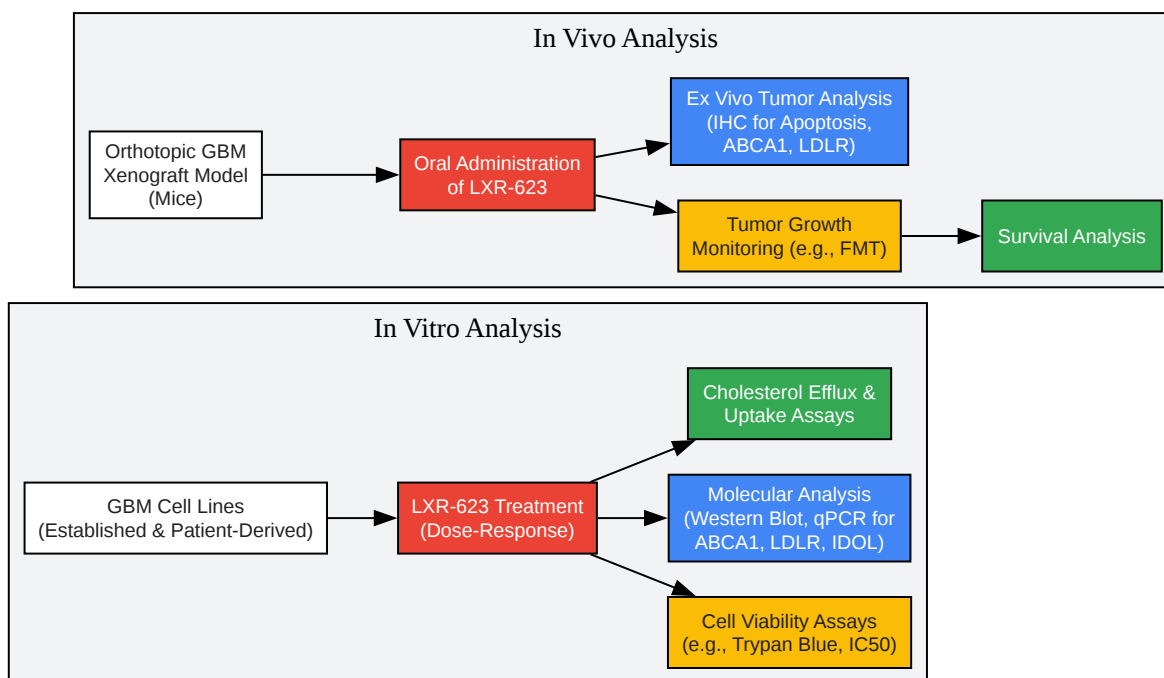 In Vivo Analysis
Orthotopic GBM
Xenograft Model
(Mice)
Oral Administration
of LXR-623
Ex Vivo Tumor Analysis
(IHC for Apoptosis,
ABCA1, LDLR)
Tumor Growth
Monitoring (e.g., FMT)
Survival Analysis
In Vitro Analysis
GBM Cell Lines
(Established & Patient-Derived)
LXR-623 Treatment
(Dose-Response)
Cholesterol Efflux &
Uptake Assays
Molecular Analysis
(Western Blot, qPCR for
ABCA1, LDLR, IDOL)
Cell Viability Assays
(e.g., Trypan Blue, IC50)